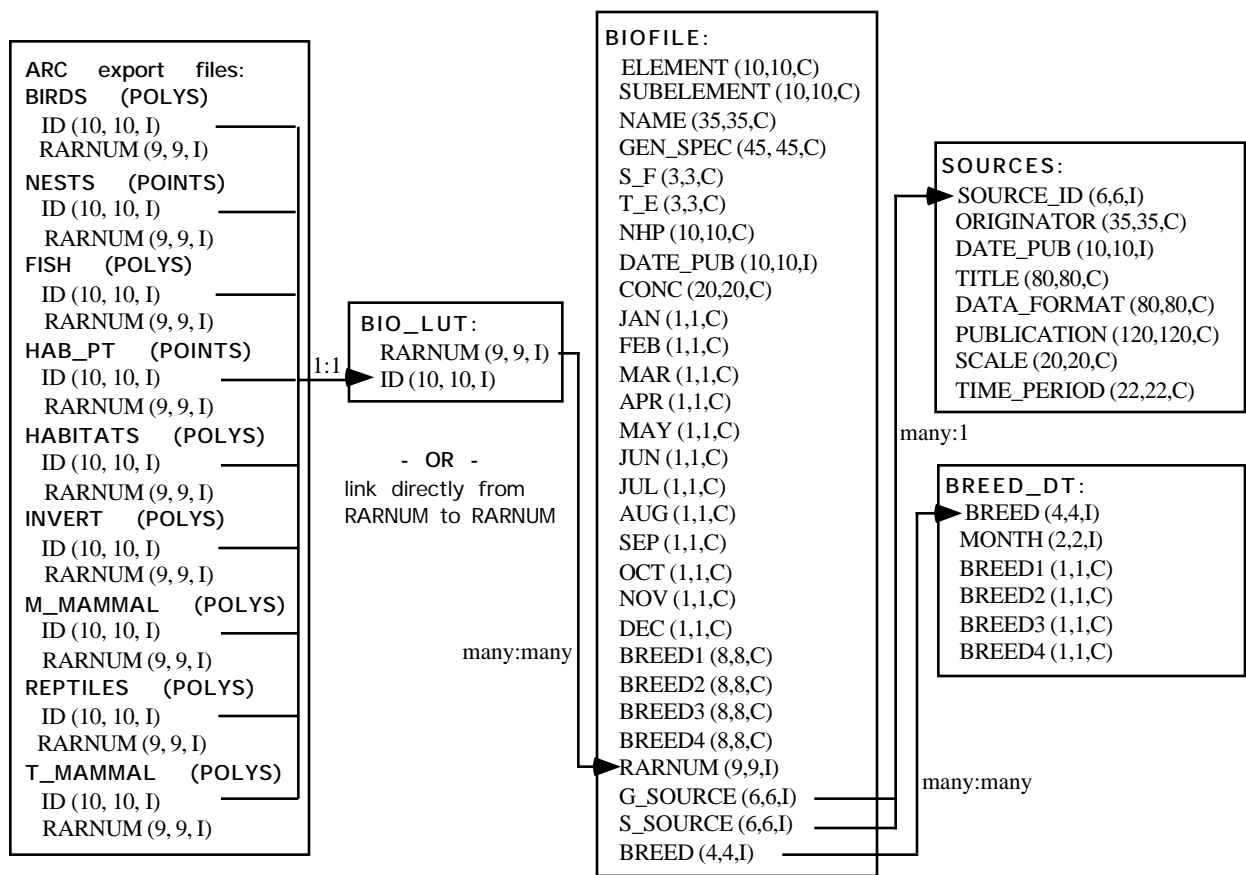 ARC export files:
BIRDS (POLYS)
ID (10, 10, I)
RARNUM (9, 9, I)
NESTS (POINTS)
ID (10, 10, I)
RARNUM (9, 9, I)
FISH (POLYS)
ID (10, 10, I)
RARNUM (9, 9, I)
HAB_PT (POINTS)
ID (10, 10, I)
RARNUM (9, 9, I)
HABITATS (POLYS)
ID (10, 10, I)
RARNUM (9, 9, I)
INVERT (POLYS)
ID (10, 10, I)
RARNUM (9, 9, I)
M_MAMMAL (POLYS)
ID (10, 10, I)
RARNUM (9, 9, I)
REPTILES (POLYS)
ID (10, 10, I)
RARNUM (9, 9, I)
T_MAMMAL (POLYS)
ID (10, 10, I)
RARNUM (9, 9, I)
1:1
BIO_LUT:
RARNUM (9, 9, I)
ID (10, 10, I)
- OR -
link directly from
RARNUM to RARNUM
many:many
BIOFILE:
ELEMENT (10,10,C)
SUBELEMENT (10,10,C)
NAME (35,35,C)
GEN_SPEC (45, 45,C)
S_F (3,3,C)
T_E (3,3,C)
NHP (10,10,C)
DATE_PUB (10,10,I)
CONC (20,20,C)
JAN (1,1,C)
FEB (1,1,C)
MAR (1,1,C)
APR (1,1,C)
MAY (1,1,C)
JUN (1,1,C)
JUL (1,1,C)
AUG (1,1,C)
SEP (1,1,C)
OCT (1,1,C)
NOV (1,1,C)
DEC (1,1,C)
BREED1 (8,8,C)
BREED2 (8,8,C)
BREED3 (8,8,C)
BREED4 (8,8,C)
RARNUM (9,9,I)
G_SOURCE (6,6,I)
S_SOURCE (6,6,I)
BREED (4,4,I)
many:1
many:many
SOURCES:
SOURCE_ID (6,6,I)
ORIGINATOR (35,35,C)
DATE_PUB (10,10,I)
TITLE (80,80,C)
DATA_FORMAT (80,80,C)
PUBLICATION (120,120,C)
SCALE (20,20,C)
TIME_PERIOD (22,22,C)
BREED_DT:
BREED (4,4,I)
MONTH (2,2,I)
BREED1 (1,1,C)
BREED2 (1,1,C)
BREED3 (1,1,C)
BREED4 (1,1,C)